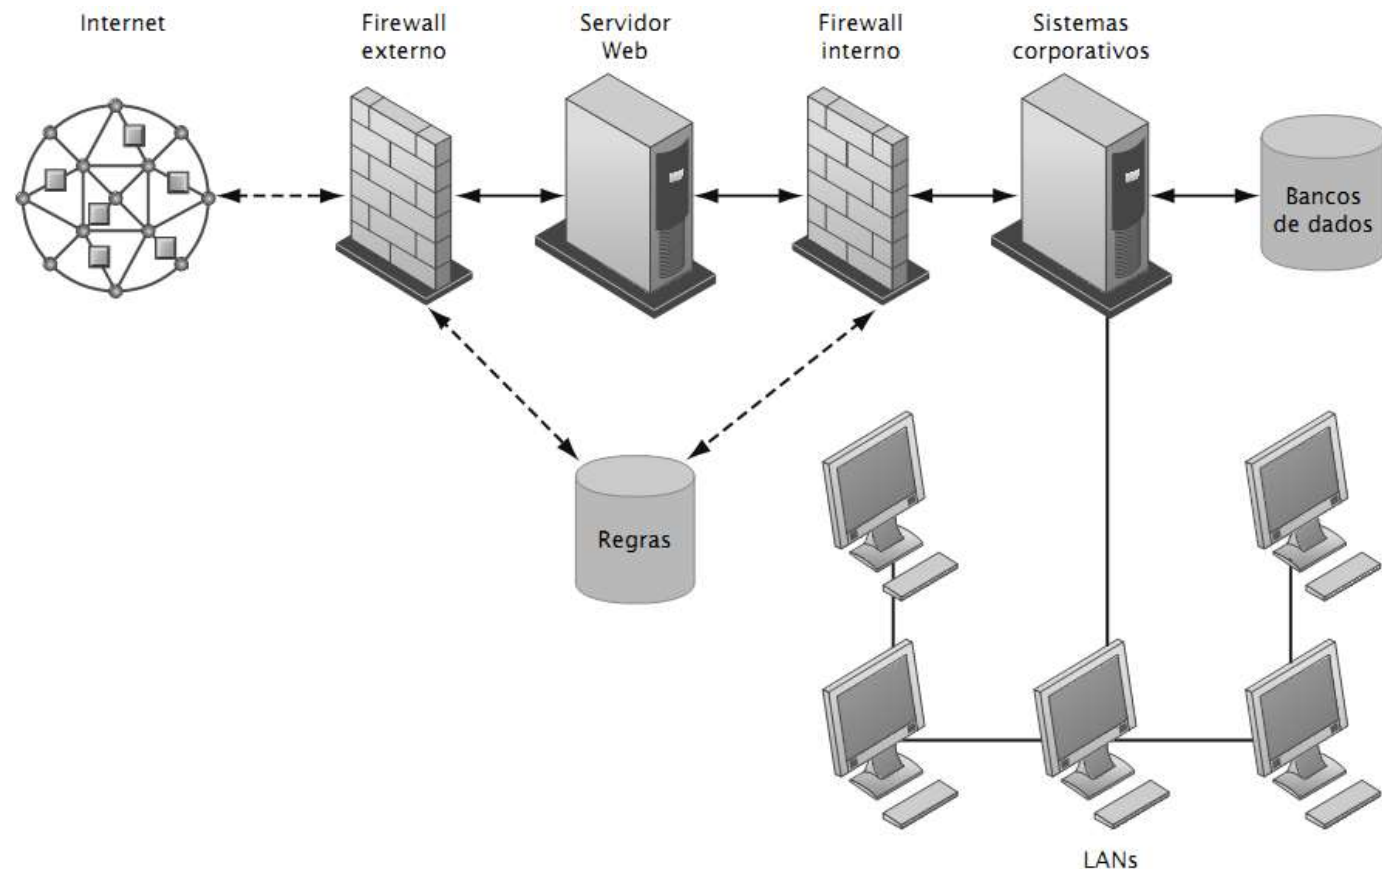 Internet
Firewall
externo
Servidor
Web
Firewall
interno
Sistemas
corporativos
Bancos
de dados
Regras
LANs